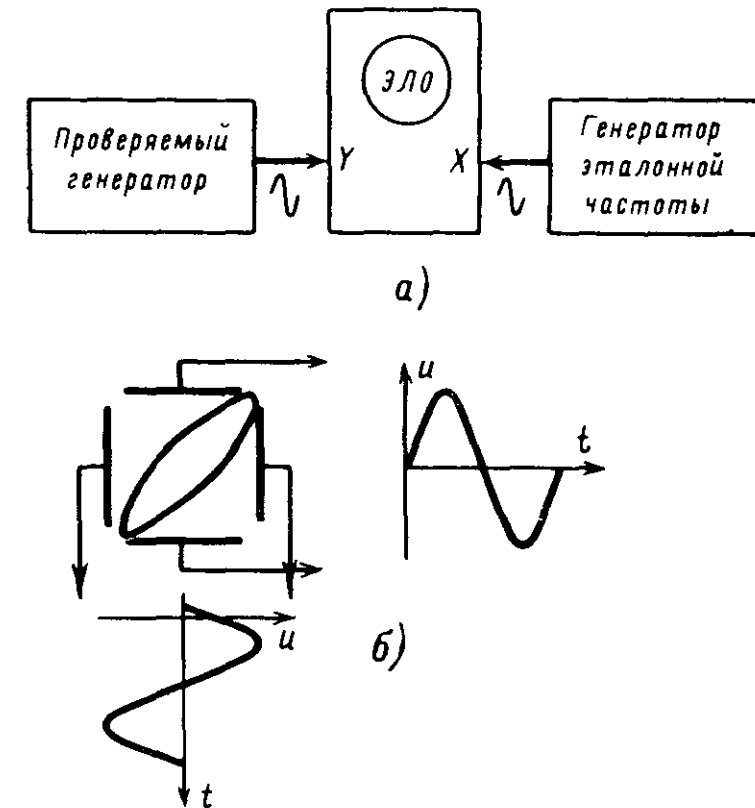 ЭЛО
Проверяемый
генератор
Y
X
Генератор
эталонной
частоты
а)
u
t
u
б)
t